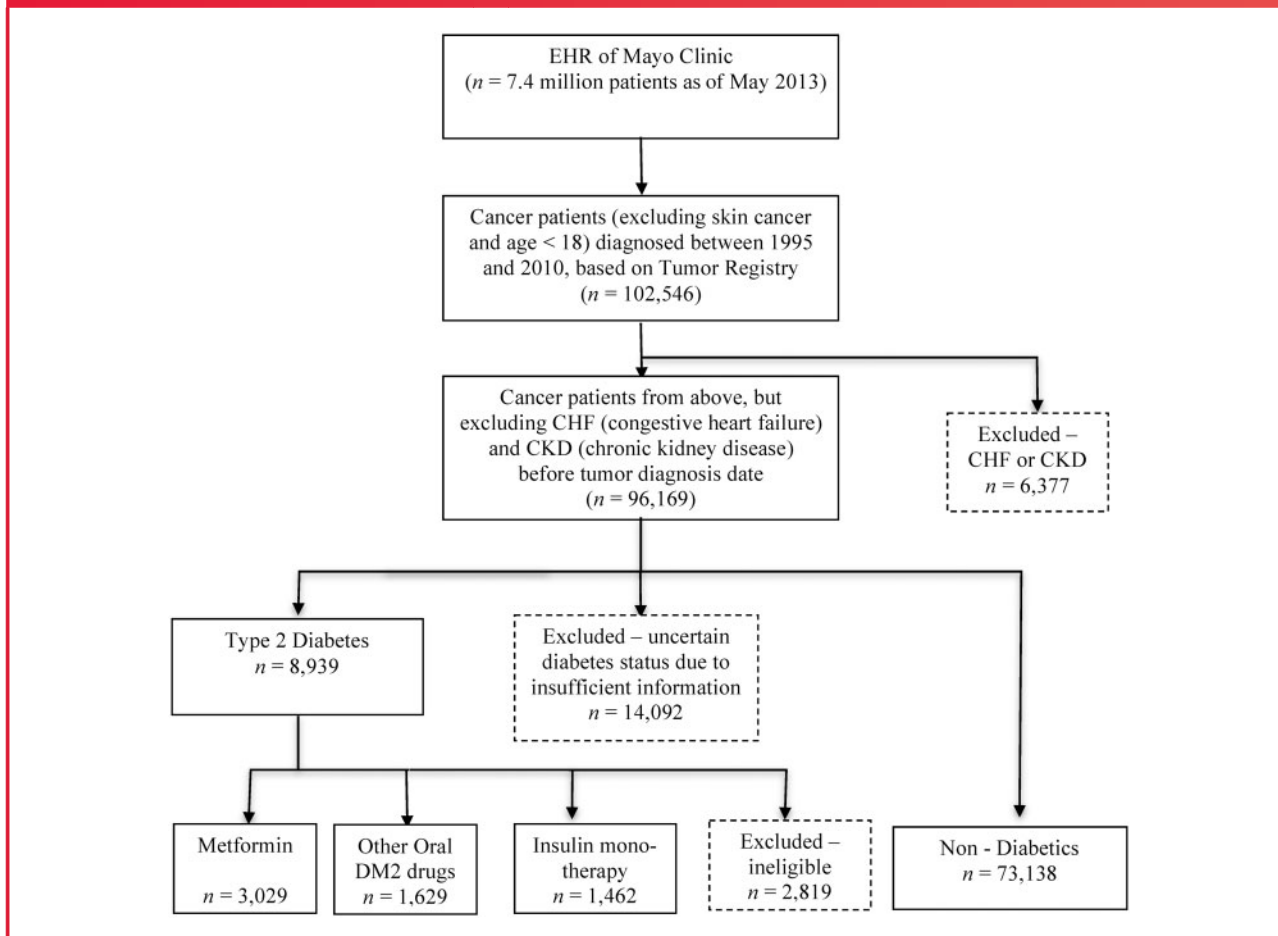 EHR of Mayo Clinic
(n = 7.4 million patients as of May 2013)
Cancer patients (excluding skin cancer
and age < 18) diagnosed between 1995
and 2010, based on Tumor Registry
(n = 102,546)
Cancer patients from above, but
excluding CHF (congestive heart failure)
and CKD (chronic kidney disease)
before tumor diagnosis date
(n = 96,169)
Excluded –
CHF or CKD
n = 6,377
Type 2 Diabetes
n = 8,939
Excluded – uncertain
diabetes status due to
insufficient information
n = 14,092
Metformin
n = 3,029
Other Oral
DM2 drugs
n = 1,629
Insulin mono-
therapy
n = 1,462
Excluded –
ineligible
n = 2,819
Non - Diabetics
n = 73,138